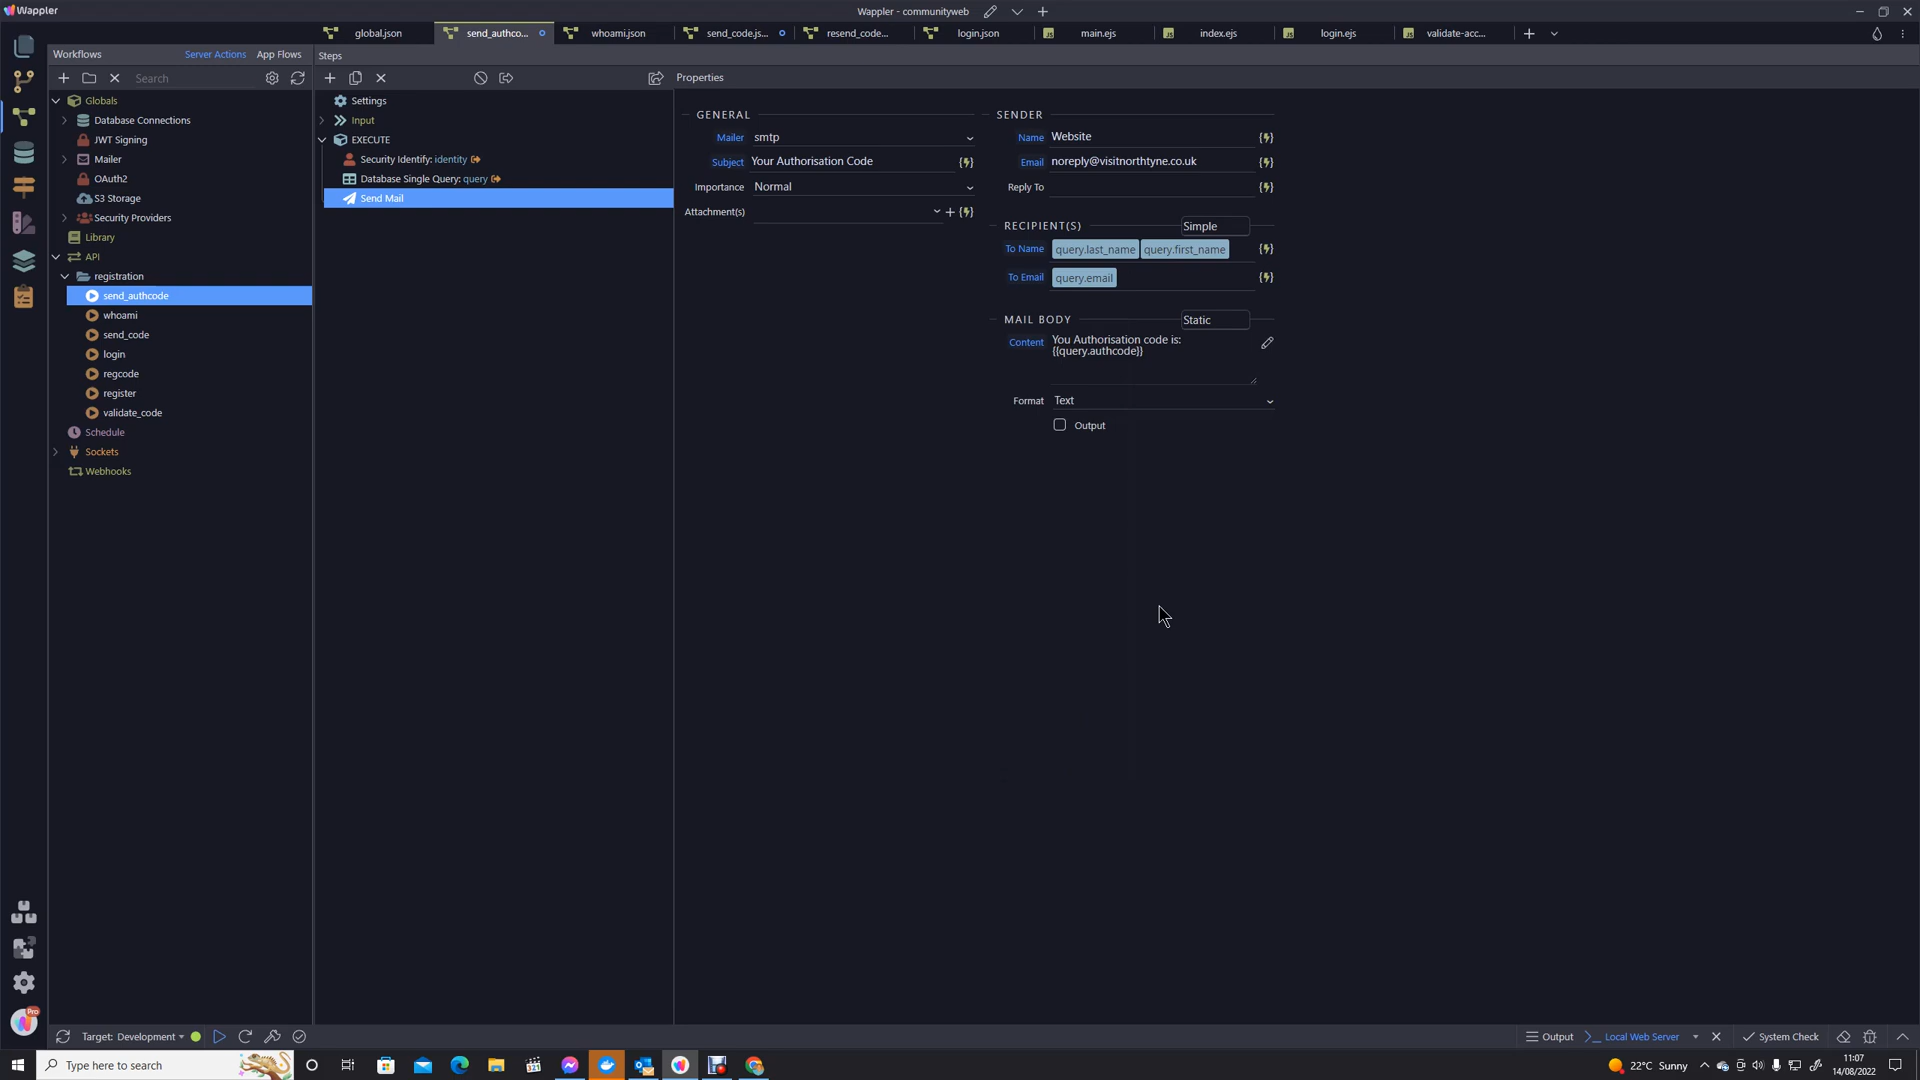 Wappler
Wappler - communityweb
global.json
send_authco...
whoami.json
send_code.js...
resend_code...
login.json
main.ejs
index.ejs
login.ejs
validate-acc...
Workflows
Server Actions
App Flows
Steps
Search
Properties
Globals
Database Connections
JWT Signing
Mailer
OAuth2
S3 Storage
Security Providers
Library
API
registration
send_authcode
whoami
send_code
login
regcode
register
validate_code
Schedule
Sockets
Webhooks
Settings
Input
EXECUTE
Security Identify: identity
Database Single Query: query
Send Mail
GENERAL
Mailer smtp
Subject Your Authorisation Code
Importance Normal
Attachment(s)
SENDER
Name Website
Email noreply@visitnorthtyne.co.uk
Reply To
RECIPIENT(S) Simple
To Name query.last_name query.first_name
To Email query.email
MAIL BODY Static
Content You Authorisation code is:
{{query.authcode}}
Format Text
Output
Pro
Target: Development
Output
Local Web Server
System Check
Type here to search
22°C Sunny
11:07
14/08/2022